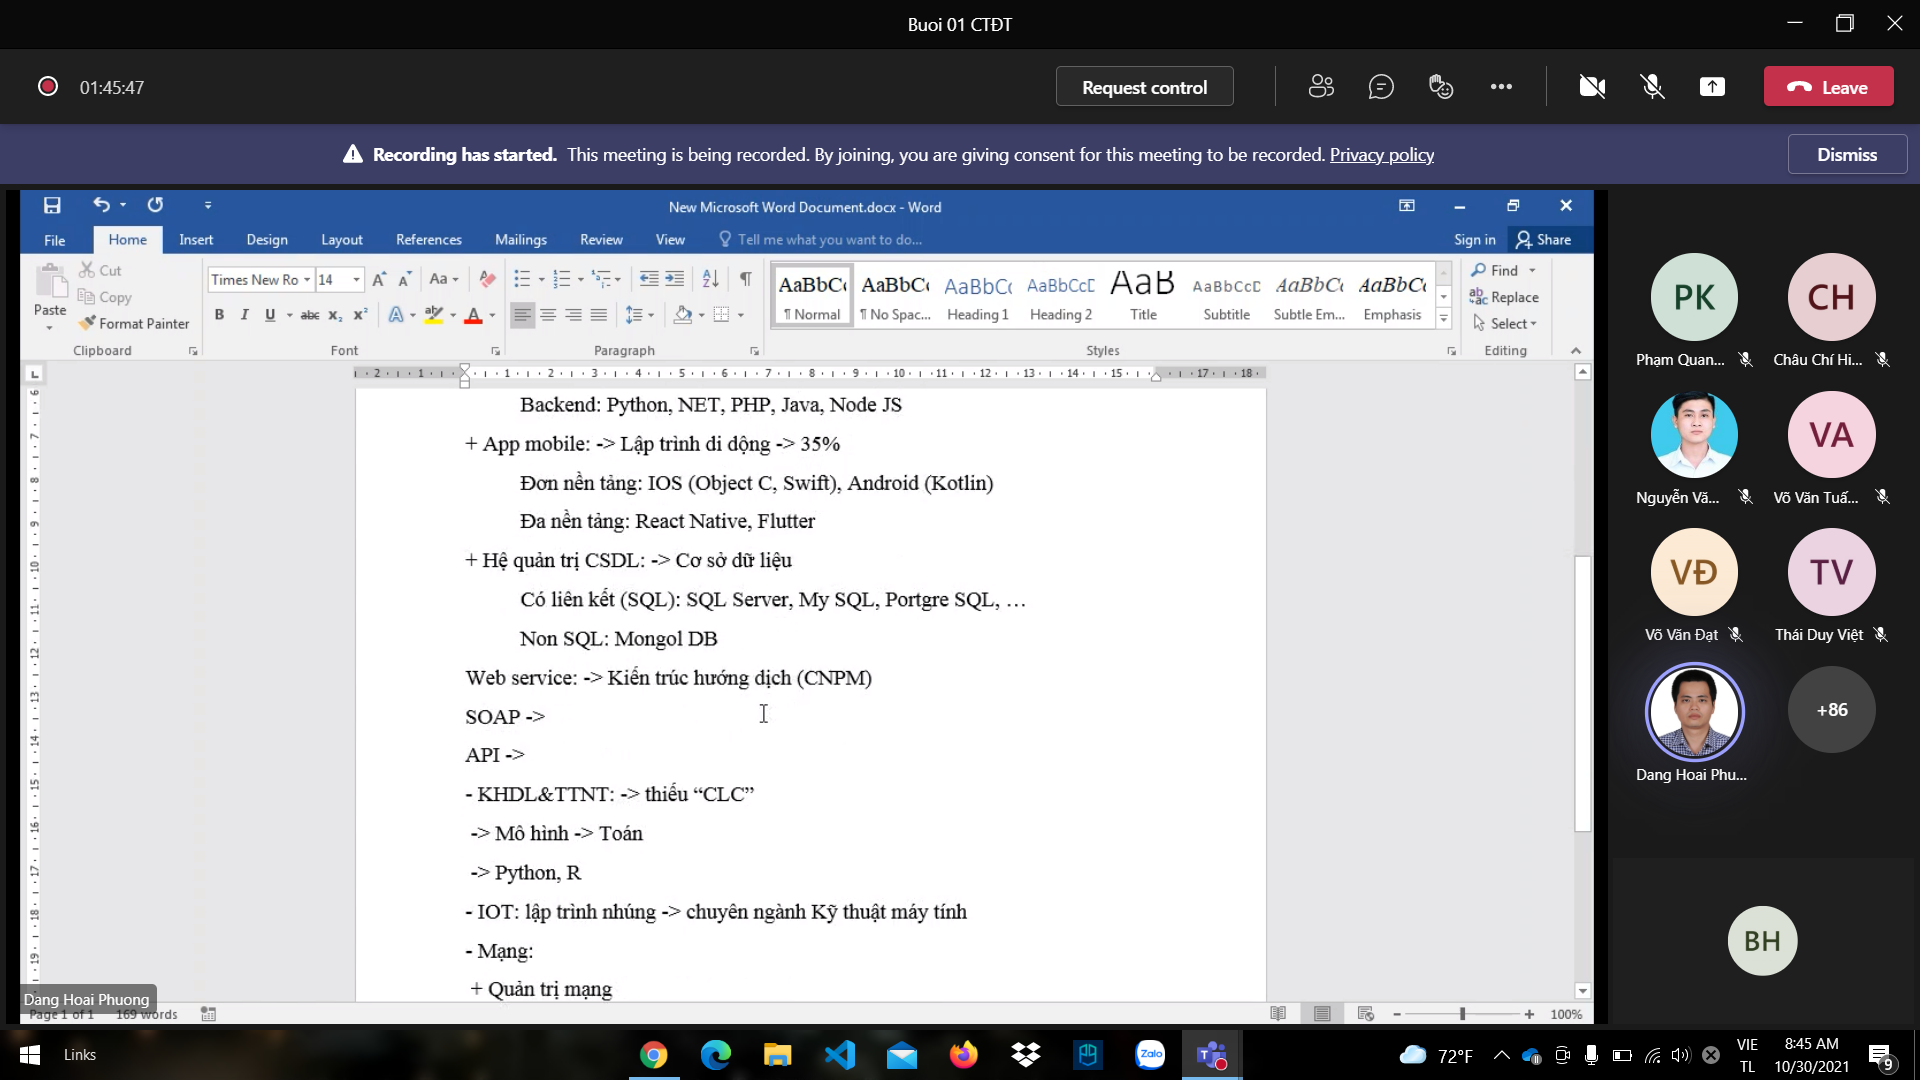 Buoi 01 CTĐT
01:45:47
Request control
Leave
Recording has started. This meeting is being recorded. By joining, you are giving consent for this meeting to be recorded. Privacy policy
Dismiss
New Microsoft Word Document.docx - Word
File Home Insert Design Layout References Mailings Review View Tell me what you want to do... Sign in Share
Paste
Cut
Copy
Format Painter
Clipboard
Times New Ro 14
Font
Paragraph
AaBbCc AaBbCc AaBbCc AaBbCcD AaB AaBbCcD AaBbCc AaBbCc
¶ Normal ¶ No Spac... Heading 1 Heading 2 Title Subtitle Subtle Em... Emphasis
Styles
Find
Replace
Select
Editing
Backend: Python, NET, PHP, Java, Node JS
+ App mobile: -> Lập trình di động -> 35%
Đơn nền tảng: IOS (Object C, Swift), Android (Kotlin)
Đa nền tảng: React Native, Flutter
+ Hệ quản trị CSDL: -> Cơ sở dữ liệu
Có liên kết (SQL): SQL Server, My SQL, Portgre SQL, …
Non SQL: Mongol DB
Web service: -> Kiến trúc hướng dịch (CNPM)
SOAP ->
API ->
- KHDL&TTNT: -> thiếu “CLC”
-> Mô hình -> Toán
-> Python, R
- IOT: lập trình nhúng -> chuyên ngành Kỹ thuật máy tính
- Mạng:
+ Quản trị mạng
Dang Hoai Phuong
Page 1 of 1 169 words
100%
PK
Phạm Quan...
CH
Châu Chí Hi...
Nguyễn Vă...
VA
Võ Văn Tuấ...
VĐ
Võ Văn Đạt
TV
Thái Duy Việt
Dang Hoai Phu...
+86
BH
Links
Zalo
72°F
VIE
TL
8:45 AM
10/30/2021
9